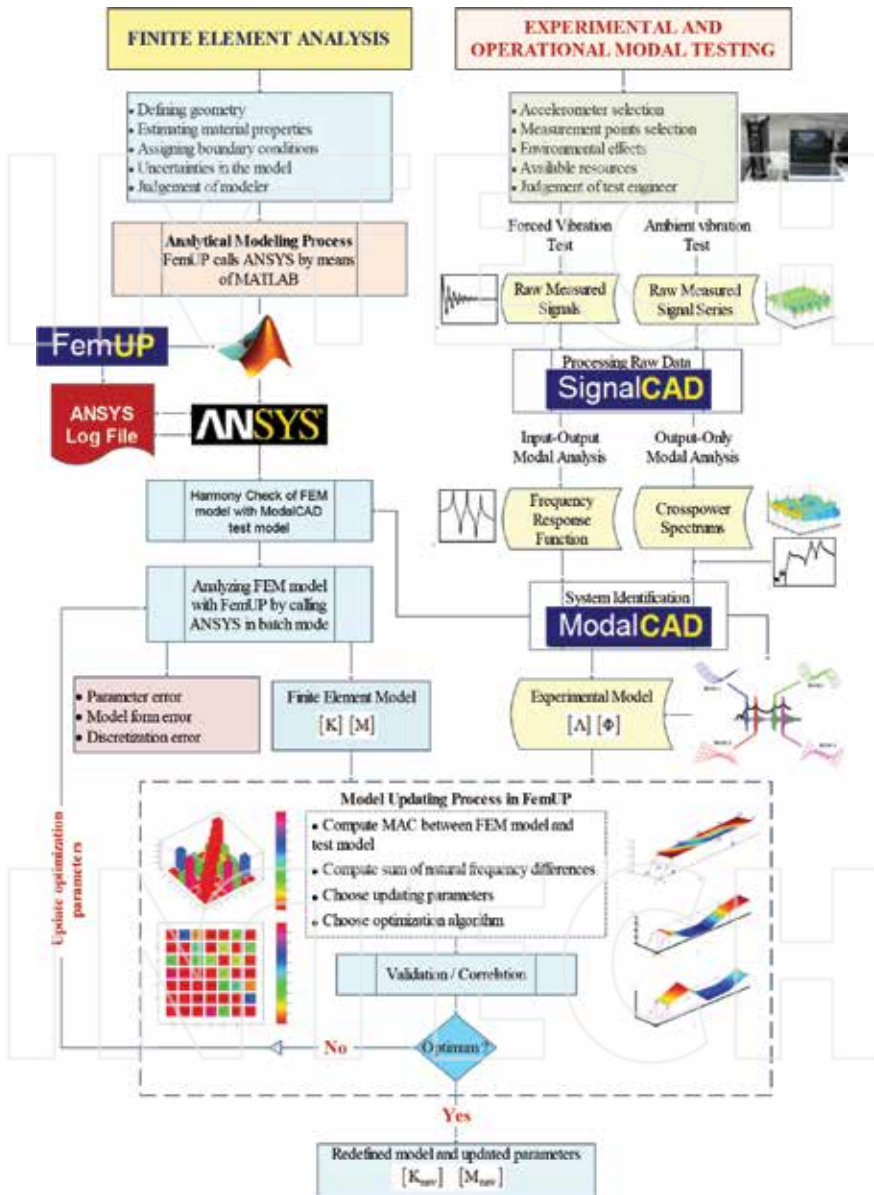 FINITE ELEMENT ANALYSIS
• Defining geometry
• Estimating material properties
• Assigning boundary conditions
• Uncertainties in the model
• Judgement of modeler
Analytical Modeling Process
FemUP calls ANSYS by means
of MATLAB
FemUP
ANSYS
Log File
ANSYS
Harmony Check of FEM
model with ModalCAD
test model
Analyzing FEM model
with FemUP by calling
ANSYS in batch mode
• Parameter error
• Model form error
• Discretization error
Finite Element Model
[K] [M]
EXPERIMENTAL AND
OPERATIONAL MODAL TESTING
• Accelerometer selection
• Measurement points selection
• Environmental effects
• Available resources
• Judgement of test engineer
Forced Vibration
Test
Ambient vibration
Test
Raw Measured
Signals
Raw Measured
Signal Series
Processing Raw Data
SignalCAD
Input-Output
Modal Analysis
Output-Only
Modal Analysis
Frequency
Response
Function
Crosspower
Spectrums
System Identification
ModalCAD
Experimental Model
[Λ] [Φ]
Model Updating Process in FemUP
• Compute MAC between FEM model and
test model
• Compute sum of natural frequency differences
• Choose updating parameters
• Choose optimization algorithm
Validation / Correlation
Optimum ?
No
Update optimization
parameters
Yes
Redefined model and updated parameters
[Knew] [Mnew]
INTECH
INTECH